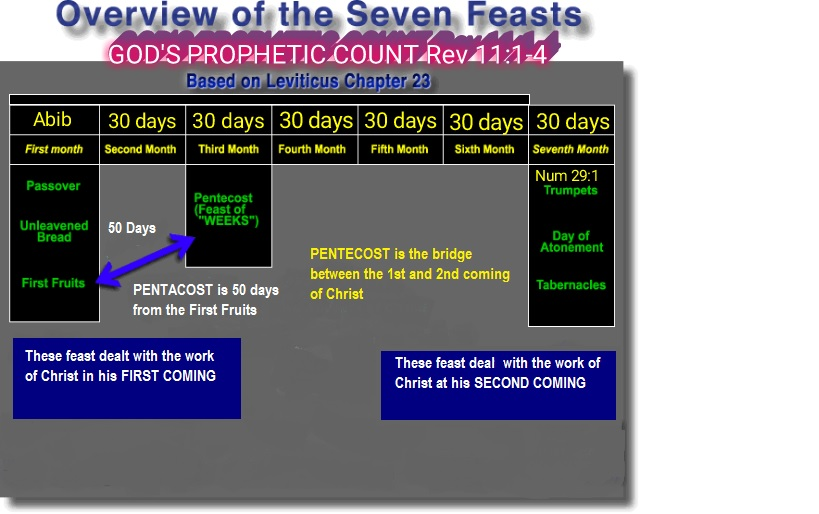 Overview of the Seven Feasts
GOD'S PROPHETIC COUNT Rev 11:1-4
Based on Leviticus Chapter 23
Abib 30 days 30 days 30 days 30 days 30 days 30 days
First month Second Month Third Month Fourth Month Fifth Month Sixth Month Seventh Month
Passover
Unleavened
Bread
First Fruits
50 Days
Pentecost
(Feast of
"WEEKS")
PENTACOST is 50 days
from the First Fruits
PENTECOST is the bridge
between the 1st and 2nd coming
of Christ
Num 29:1
Trumpets
Day of
Atonement
Tabernacles
These feast dealt with the work
of Christ in his FIRST COMING
These feast deal with the work of
Christ at his SECOND COMING